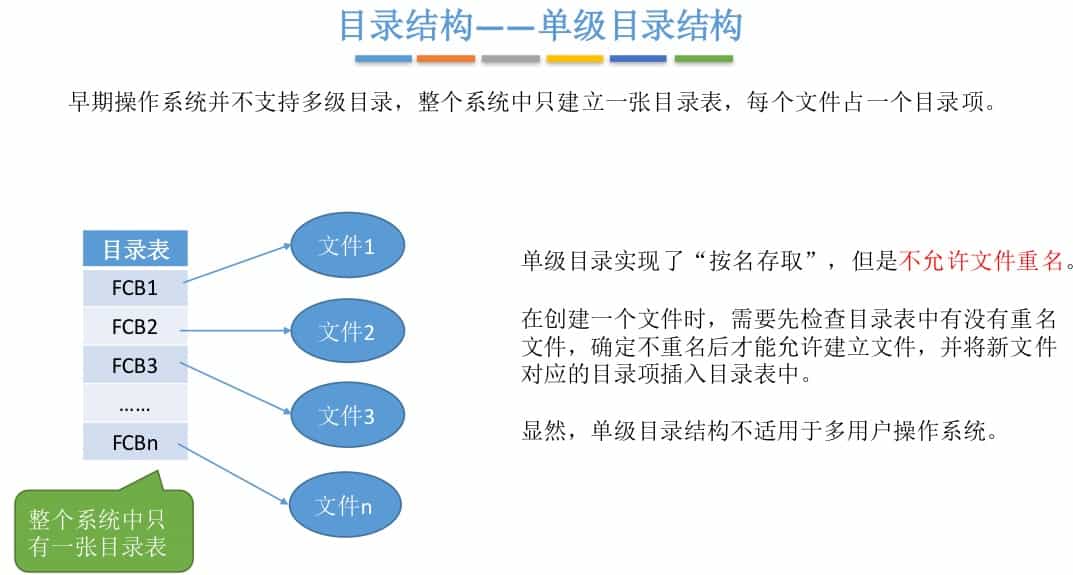 目录结构——单级目录结构
早期操作系统并不支持多级目录，整个系统中只建立一张目录表，每个文件占一个目录项。
目录表
FCB1
FCB2
FCB3
……
FCBn
文件1
文件2
文件3
文件n
整个系统中只
有一张目录表
单级目录实现了“按名存取”，但是不允许文件重名。
在创建一个文件时，需要先检查目录表中有没有重名
文件，确定不重名后才能允许建立文件，并将新文件
对应的目录项插入目录表中。
显然，单级目录结构不适用于多用户操作系统。